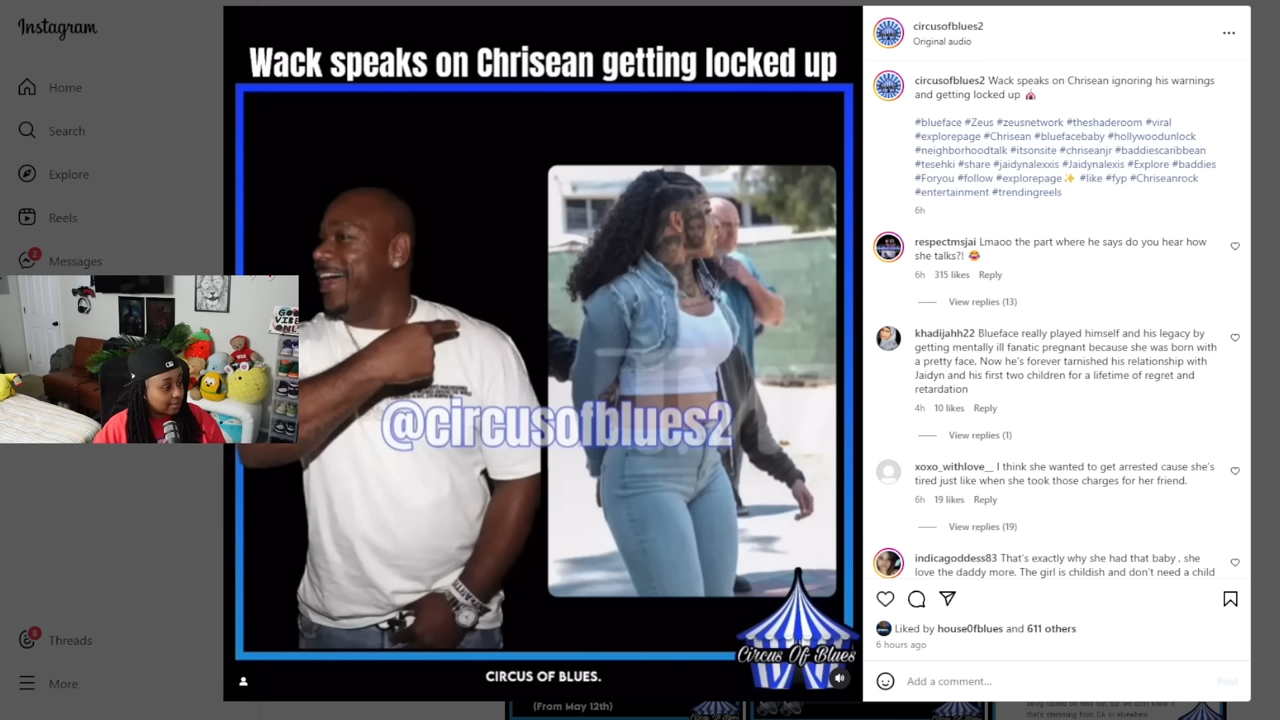 Instagram
Home
Search
Explore
Reels
2
Messages
8
Threads
More
GOOD
VIBE
ONLY
Wack speaks on Chrisean getting locked up
@circusofblues2
Circus Of Blues
CIRCUS OF BLUES.
(From May 12th)
circusofblues2
Original audio
circusofblues2 Wack speaks on Chrisean ignoring his warnings
and getting locked up 🎪
#blueface #Zeus #zeusnetwork #theshaderoom #viral
#explorepage #Chrisean #bluefacebaby #hollywoodunlock
#neighborhoodtalk #itsonsite #chriseanjr #baddiescaribbean
#tesehki #share #jaidynalexxis #Jaidynalexis #Explore #baddies
#Foryou #follow #explorepage✨ #like #fyp #Chriseanrock
#entertainment #trendingreels
6h
respectmsjai Lmaoo the part where he says do you hear how
she talks?! 😂
6h 315 likes Reply
View replies (13)
khadijahh22 Blueface really played himself and his legacy by
getting mentally ill fanatic pregnant because she was born with
a pretty face. Now he's forever tarnished his relationship with
Jaidyn and his first two children for a lifetime of regret and
retardation
4h 10 likes Reply
View replies (1)
xoxo_withlove__ I think she wanted to get arrested cause she's
tired just like when she took those charges for her friend.
6h 19 likes Reply
View replies (19)
indicagoddess83 That's exactly why she had that baby , she
love the daddy more. The girl is childish and don't need a child
Liked by house0fblues and 611 others
6 hours ago
Add a comment...
Post